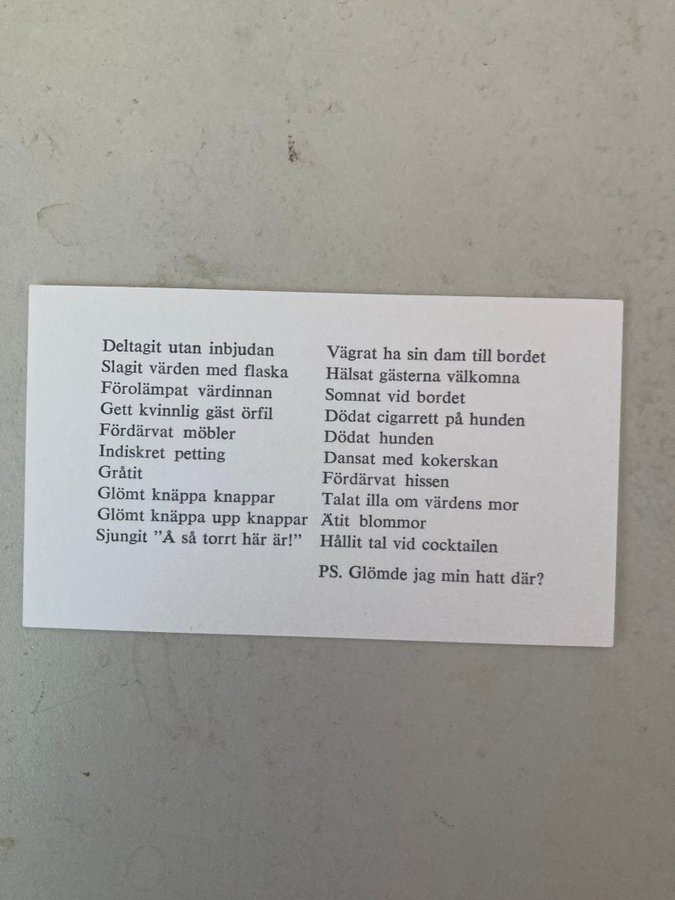 Deltagit utan inbjudan
Slagit värden med flaska
Förolämpat värdinnan
Gett kvinnlig gäst örfil
Fördärvat möbler
Indiskret petting
Gråtit
Glömt knäppa knappar
Glömt knäppa upp knappar
Sjungit ”Å så torrt här är!”
Vägrat ha sin dam till bordet
Hälsat gästerna välkomna
Somnat vid bordet
Dödat cigarrett på hunden
Dödat hunden
Dansat med kokerskan
Fördärvat hissen
Talat illa om värdens mor
Ätit blommor
Hållit tal vid cocktailen
PS. Glömde jag min hatt där?